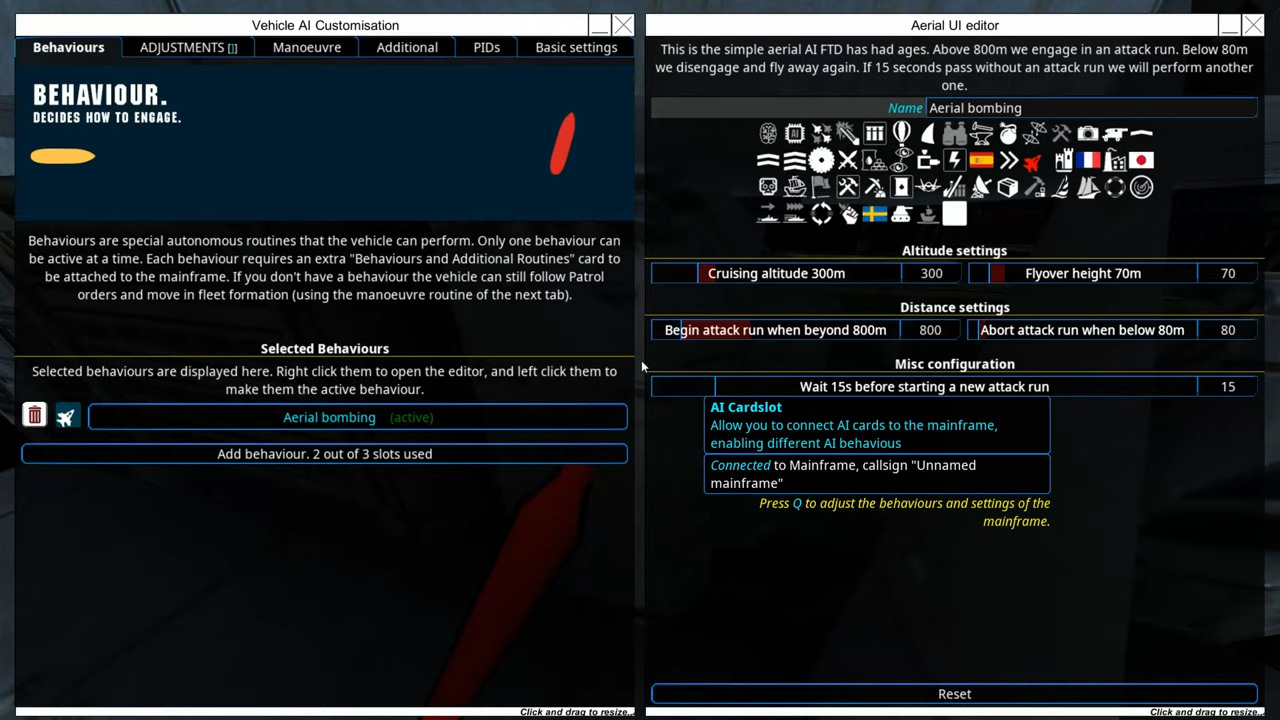 Vehicle AI Customisation
Behaviours
ADJUSTMENTS []
Manoeuvre
Additional
PIDs
Basic settings
BEHAVIOUR.
DECIDES HOW TO ENGAGE.
Behaviours are special autonomous routines that the vehicle can perform. Only one behaviour can
be active at a time. Each behaviour requires an extra "Behaviours and Additional Routines" card to
be attached to the mainframe. If you don't have a behaviour the vehicle can still follow Patrol
orders and move in fleet formation (using the manoeuvre routine of the next tab).
Selected Behaviours
Selected behaviours are displayed here. Right click them to open the editor, and left click them to
make them the active behaviour.
Aerial bombing (active)
Add behaviour. 2 out of 3 slots used
Click and drag to resize..
Aerial UI editor
This is the simple aerial AI FTD has had ages. Above 800m we engage in an attack run. Below 80m
we disengage and fly away again. If 15 seconds pass without an attack run we will perform another
one.
Name Aerial bombing
Altitude settings
Cruising altitude 300m 300
Flyover height 70m 70
Distance settings
Begin attack run when beyond 800m 800
Abort attack run when below 80m 80
Misc configuration
Wait 15s before starting a new attack run 15
AI Cardslot
Allow you to connect AI cards to the mainframe,
enabling different AI behavious
Connected to Mainframe, callsign "Unnamed
mainframe"
Press Q to adjust the behaviours and settings of the
mainframe.
Reset
Click and drag to resize..